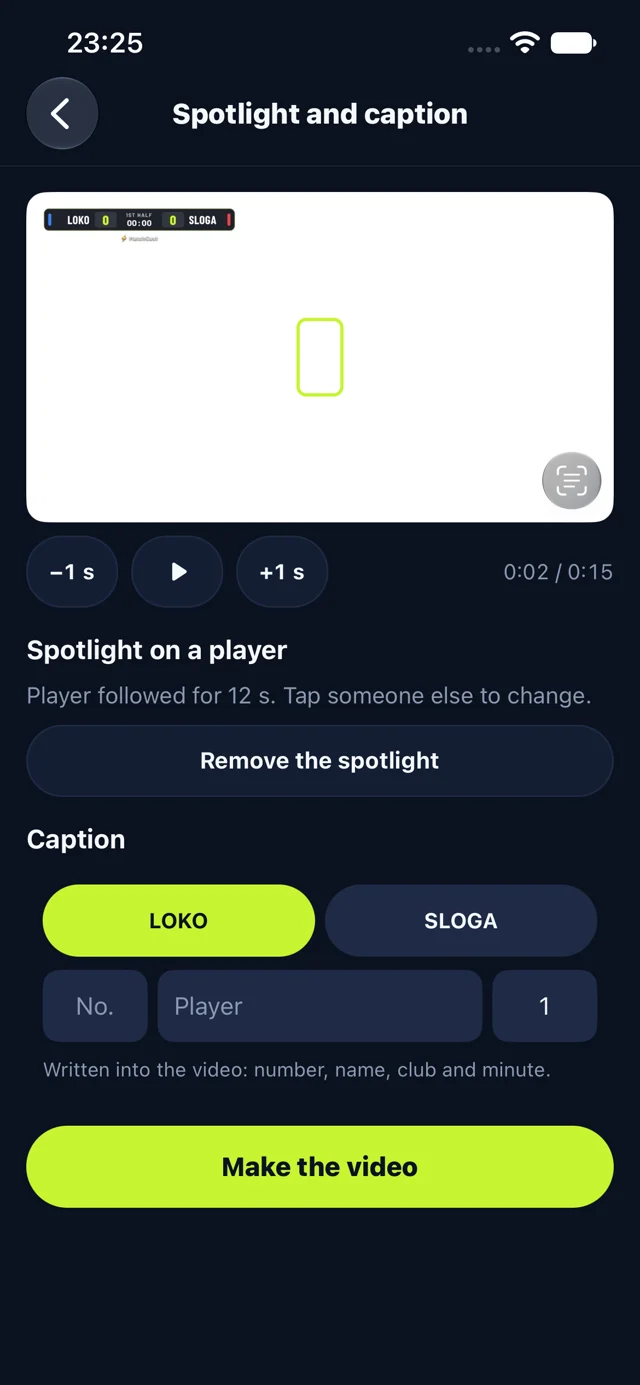 23:25
Spotlight and caption
LOKO 0 1ST HALF 00:00 0 SLOGA
−1 s
+1 s
0:02 / 0:15
Spotlight on a player
Player followed for 12 s. Tap someone else to change.
Remove the spotlight
Caption
LOKO
SLOGA
No.
Player
1
Written into the video: number, name, club and minute.
Make the video